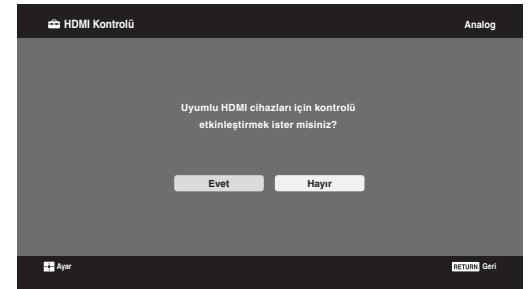 HDMI Kontrolü
Analog
Uyumlu HDMI cihazları için kontrolü
etkinleştirmek ister misiniz?
Evet
Hayır
Ayar
RETURN Geri